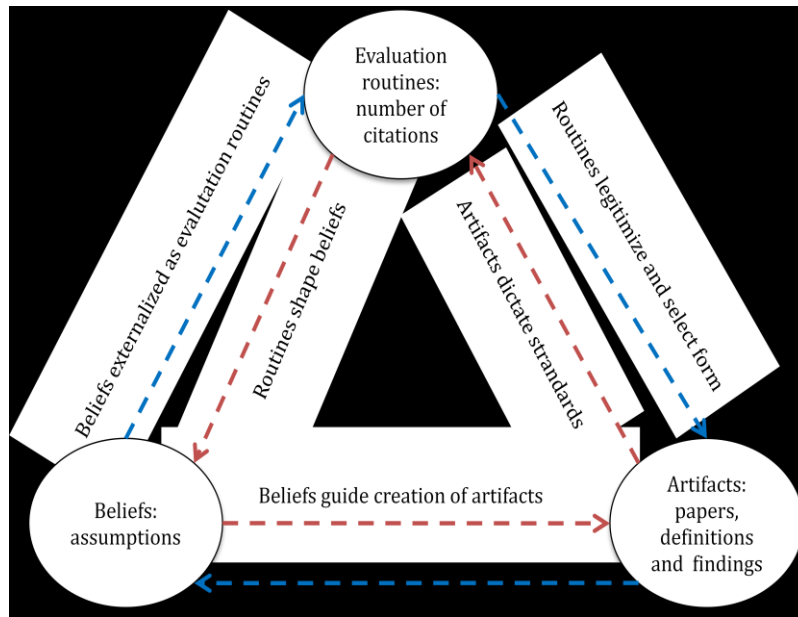 Evaluation
routines:
number of
citations
Beliefs externalized as evalutation routines
Routines shape beliefs
Artifacts dictate strandards
Routines legitimize and select form
Beliefs guide creation of artifacts
Beliefs:
assumptions
Artifacts:
papers,
definitions
and findings